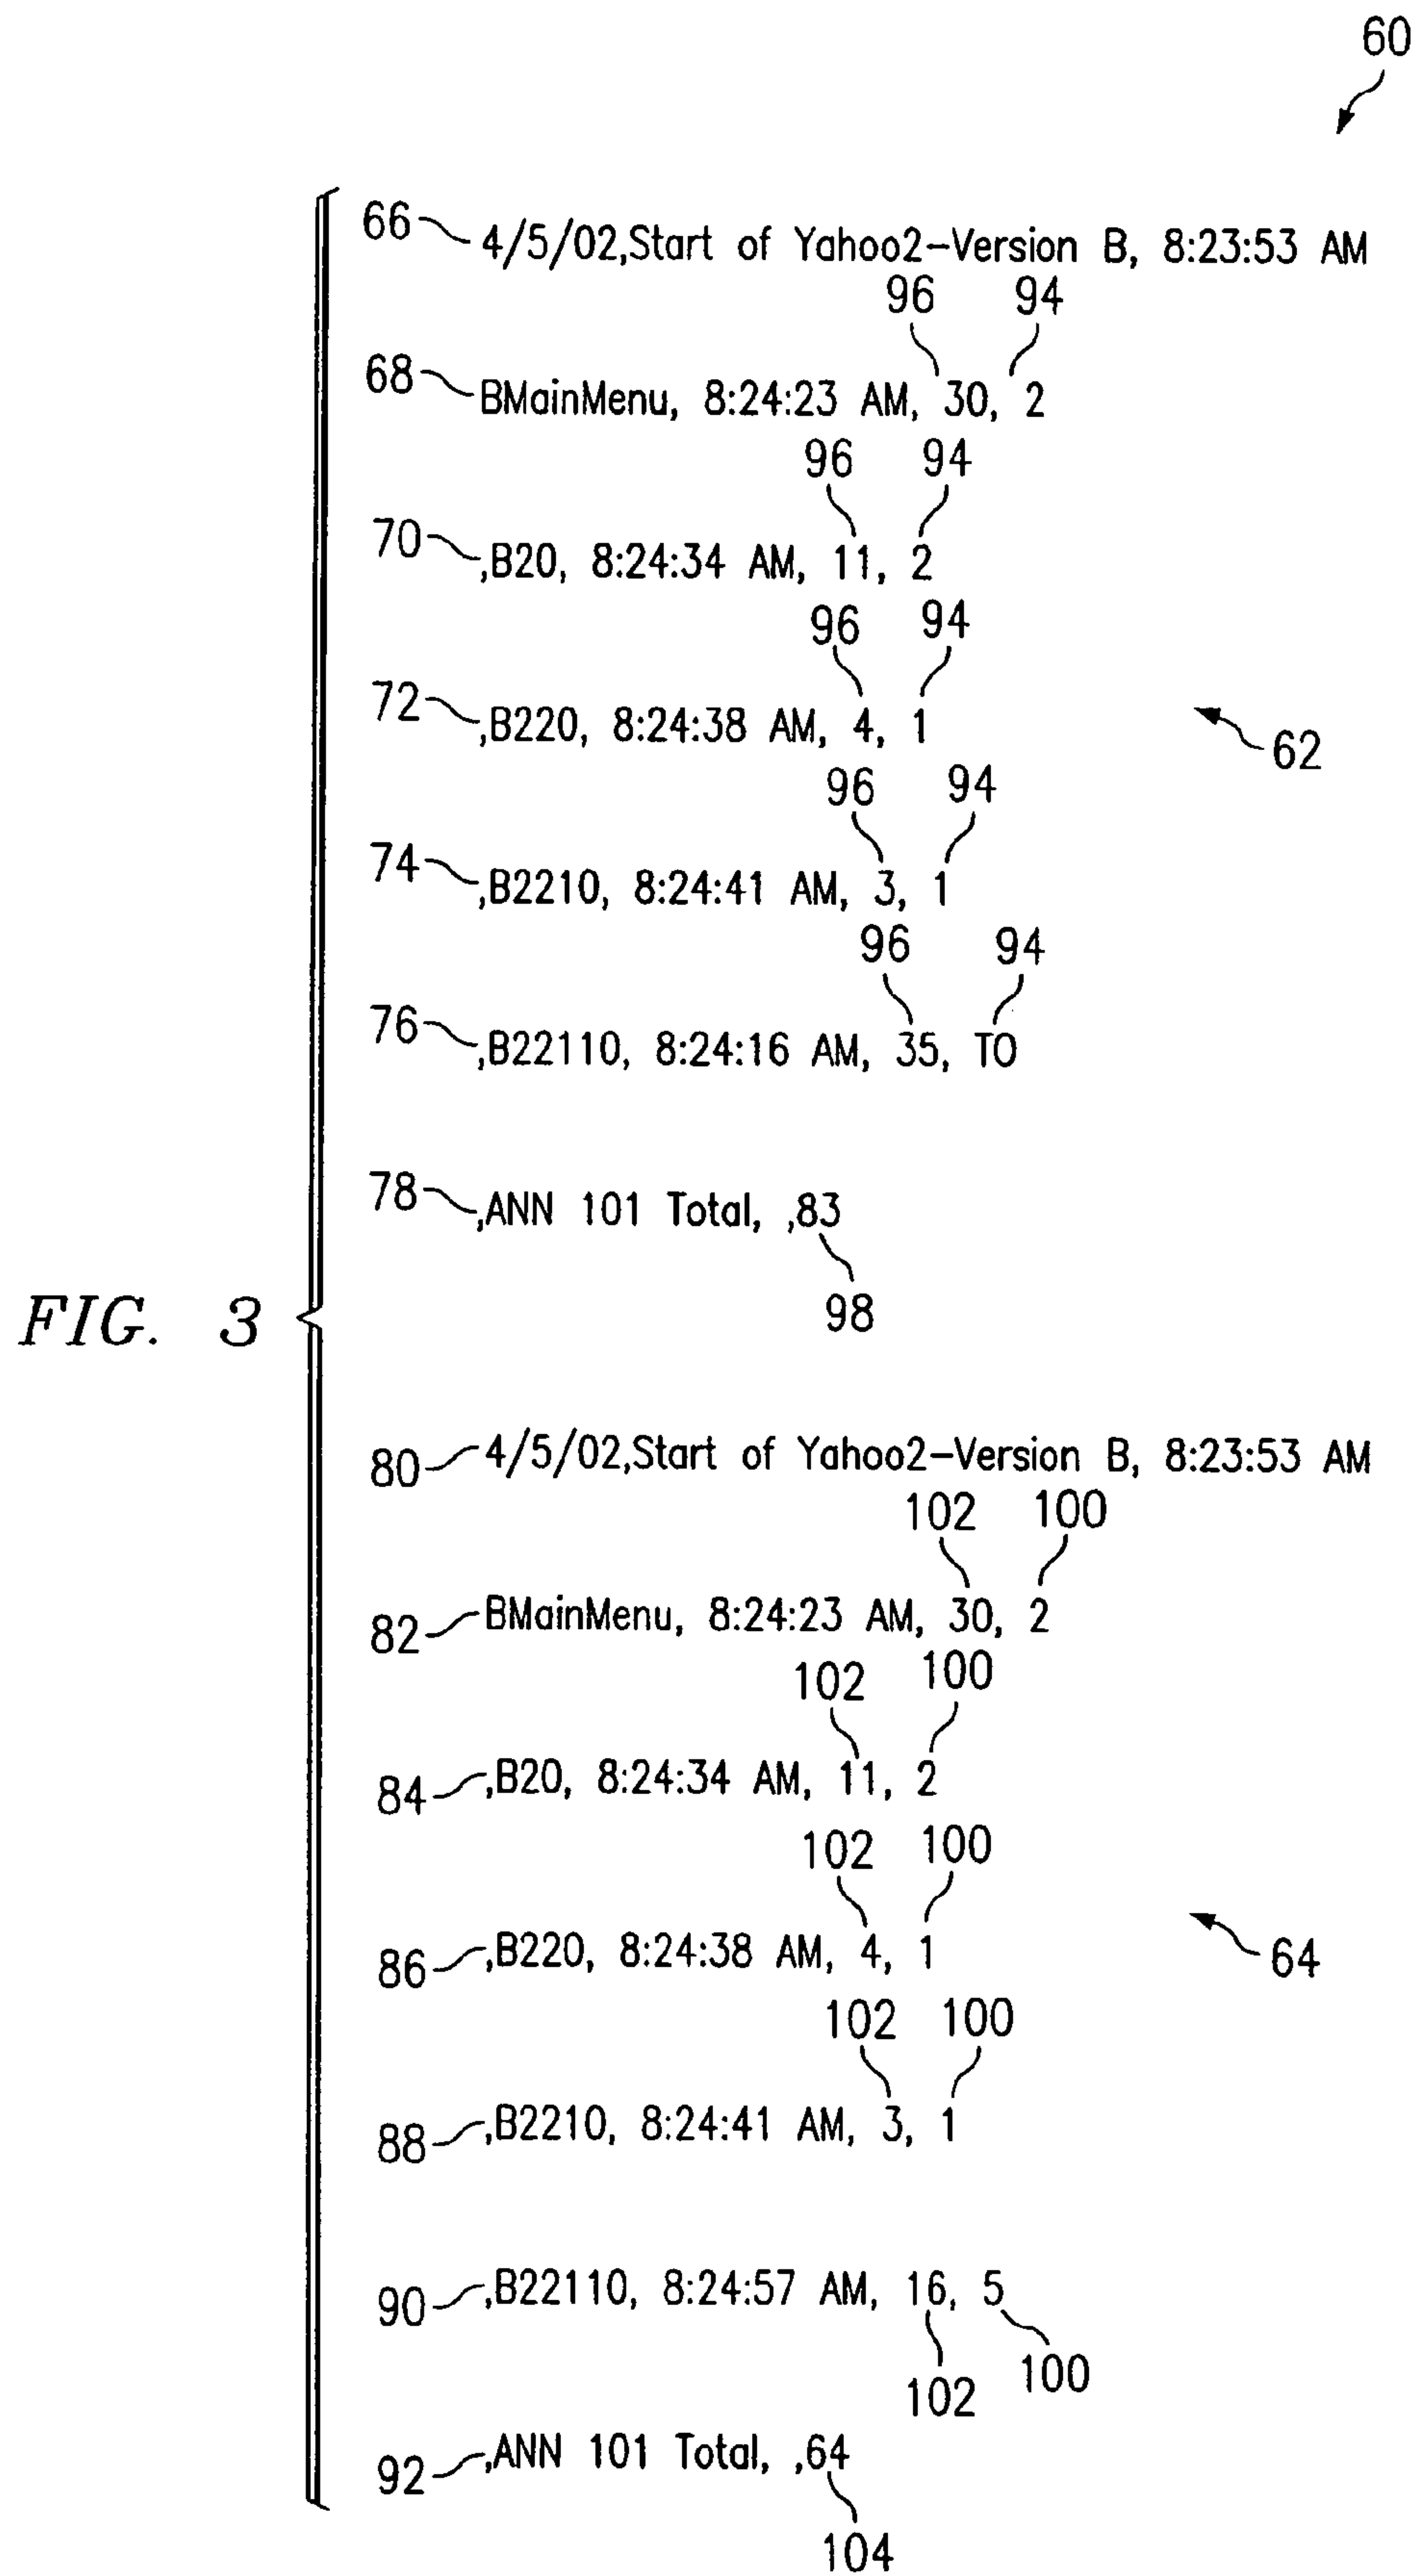 60
66 4/5/02,Start of Yahoo2-Version B, 8:23:53 AM
96 94
68 BMainMenu, 8:24:23 AM, 30, 2
96 94
70 ,B20, 8:24:34 AM, 11, 2
96 94
72 ,B220, 8:24:38 AM, 4, 1
62
96 94
74 ,B2210, 8:24:41 AM, 3, 1
96 94
76 ,B22110, 8:24:16 AM, 35, TO
78 ,ANN 101 Total, ,83
98
FIG. 3
80 4/5/02,Start of Yahoo2-Version B, 8:23:53 AM
102 100
82 BMainMenu, 8:24:23 AM, 30, 2
102 100
84 ,B20, 8:24:34 AM, 11, 2
102 100
86 ,B220, 8:24:38 AM, 4, 1
64
102 100
88 ,B2210, 8:24:41 AM, 3, 1
90 ,B22110, 8:24:57 AM, 16, 5
102 100
92 ,ANN 101 Total, ,64
104